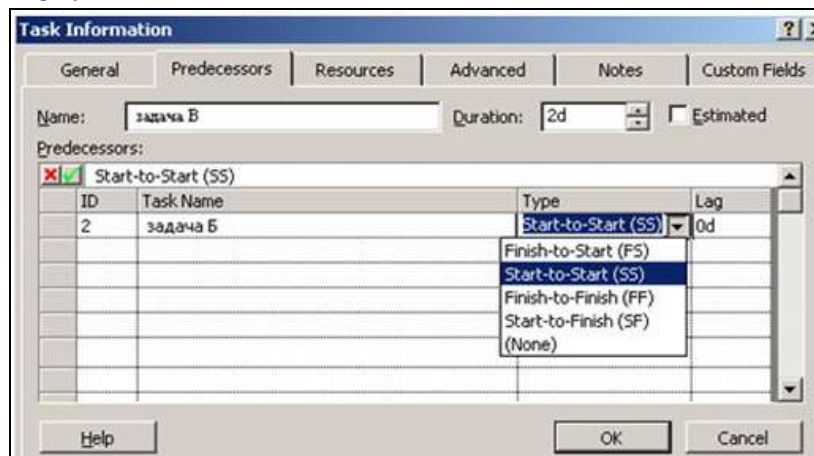 Task Information
General Predecessors Resources Advanced Notes Custom Fields
Name: задача В Duration: 2d Estimated
Predecessors:
Start-to-Start (SS)
ID Task Name Type Lag
2 задача Б Start-to-Start (SS) 0d
Finish-to-Start (FS)
Start-to-Start (SS)
Finish-to-Finish (FF)
Start-to-Finish (SF)
(None)
Help OK Cancel